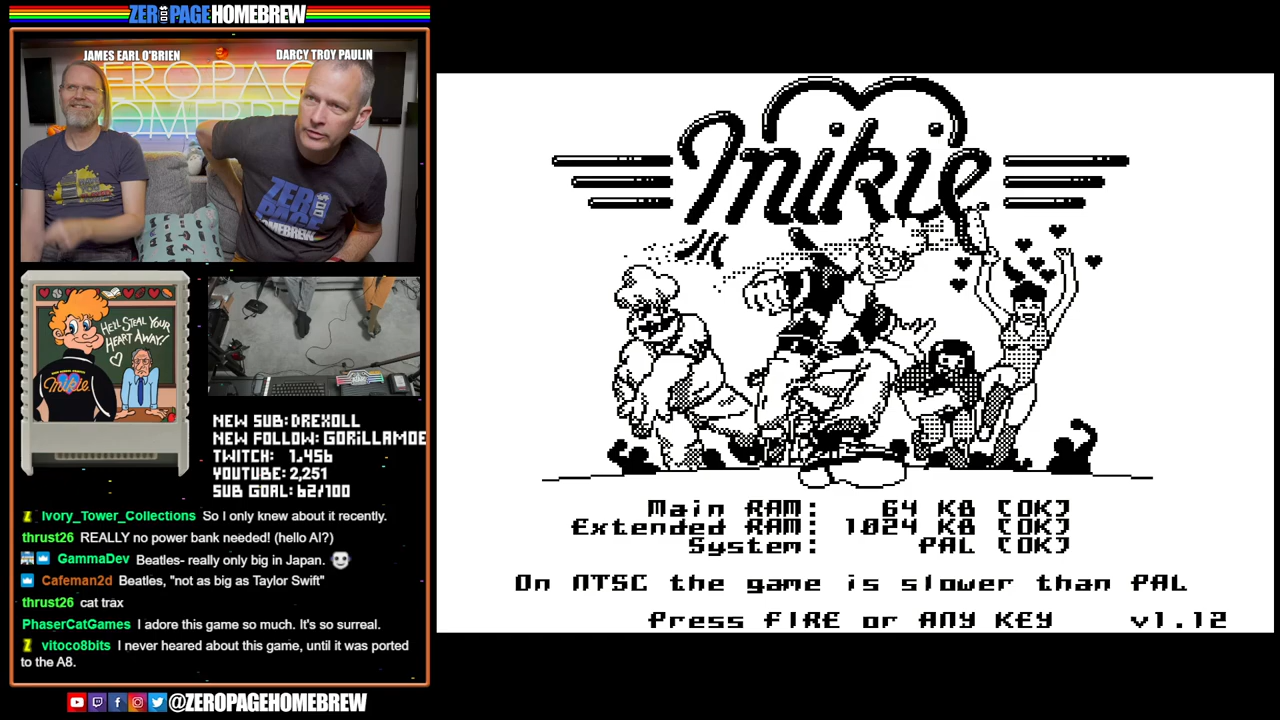 ZEROPAGE HOMEBREW
JAMES EARL O'BRIEN
DARCY TROY PAULIN
ZEROPAGE
HOMEBREW
HE'LL STEAL YOUR
HEART AWAY!
mikie
NEW SUB: DREXOLL
NEW FOLLOW: GORILLAMOE
TWITCH: 1,456
YOUTUBE: 2,251
SUB GOAL: 62/100
Ivory_Tower_Collections So I only knew about it recently.
thrust26 REALLY no power bank needed! (hello AI?)
GammaDev Beatles- really only big in Japan.
Cafeman2d Beatles, "not as big as Taylor Swift"
thrust26 cat trax
PhaserCatGames I adore this game so much. It's so surreal.
vitoco8bits I never heared about this game, until it was ported
to the A8.
@ZEROPAGEHOMEBREW
mikie
Main RAM: 64 KB [OK]
Extended RAM: 1024 KB [OK]
System: PAL [OK]
On NTSC the game is slower than PAL
Press FIRE or ANY KEY v1.12